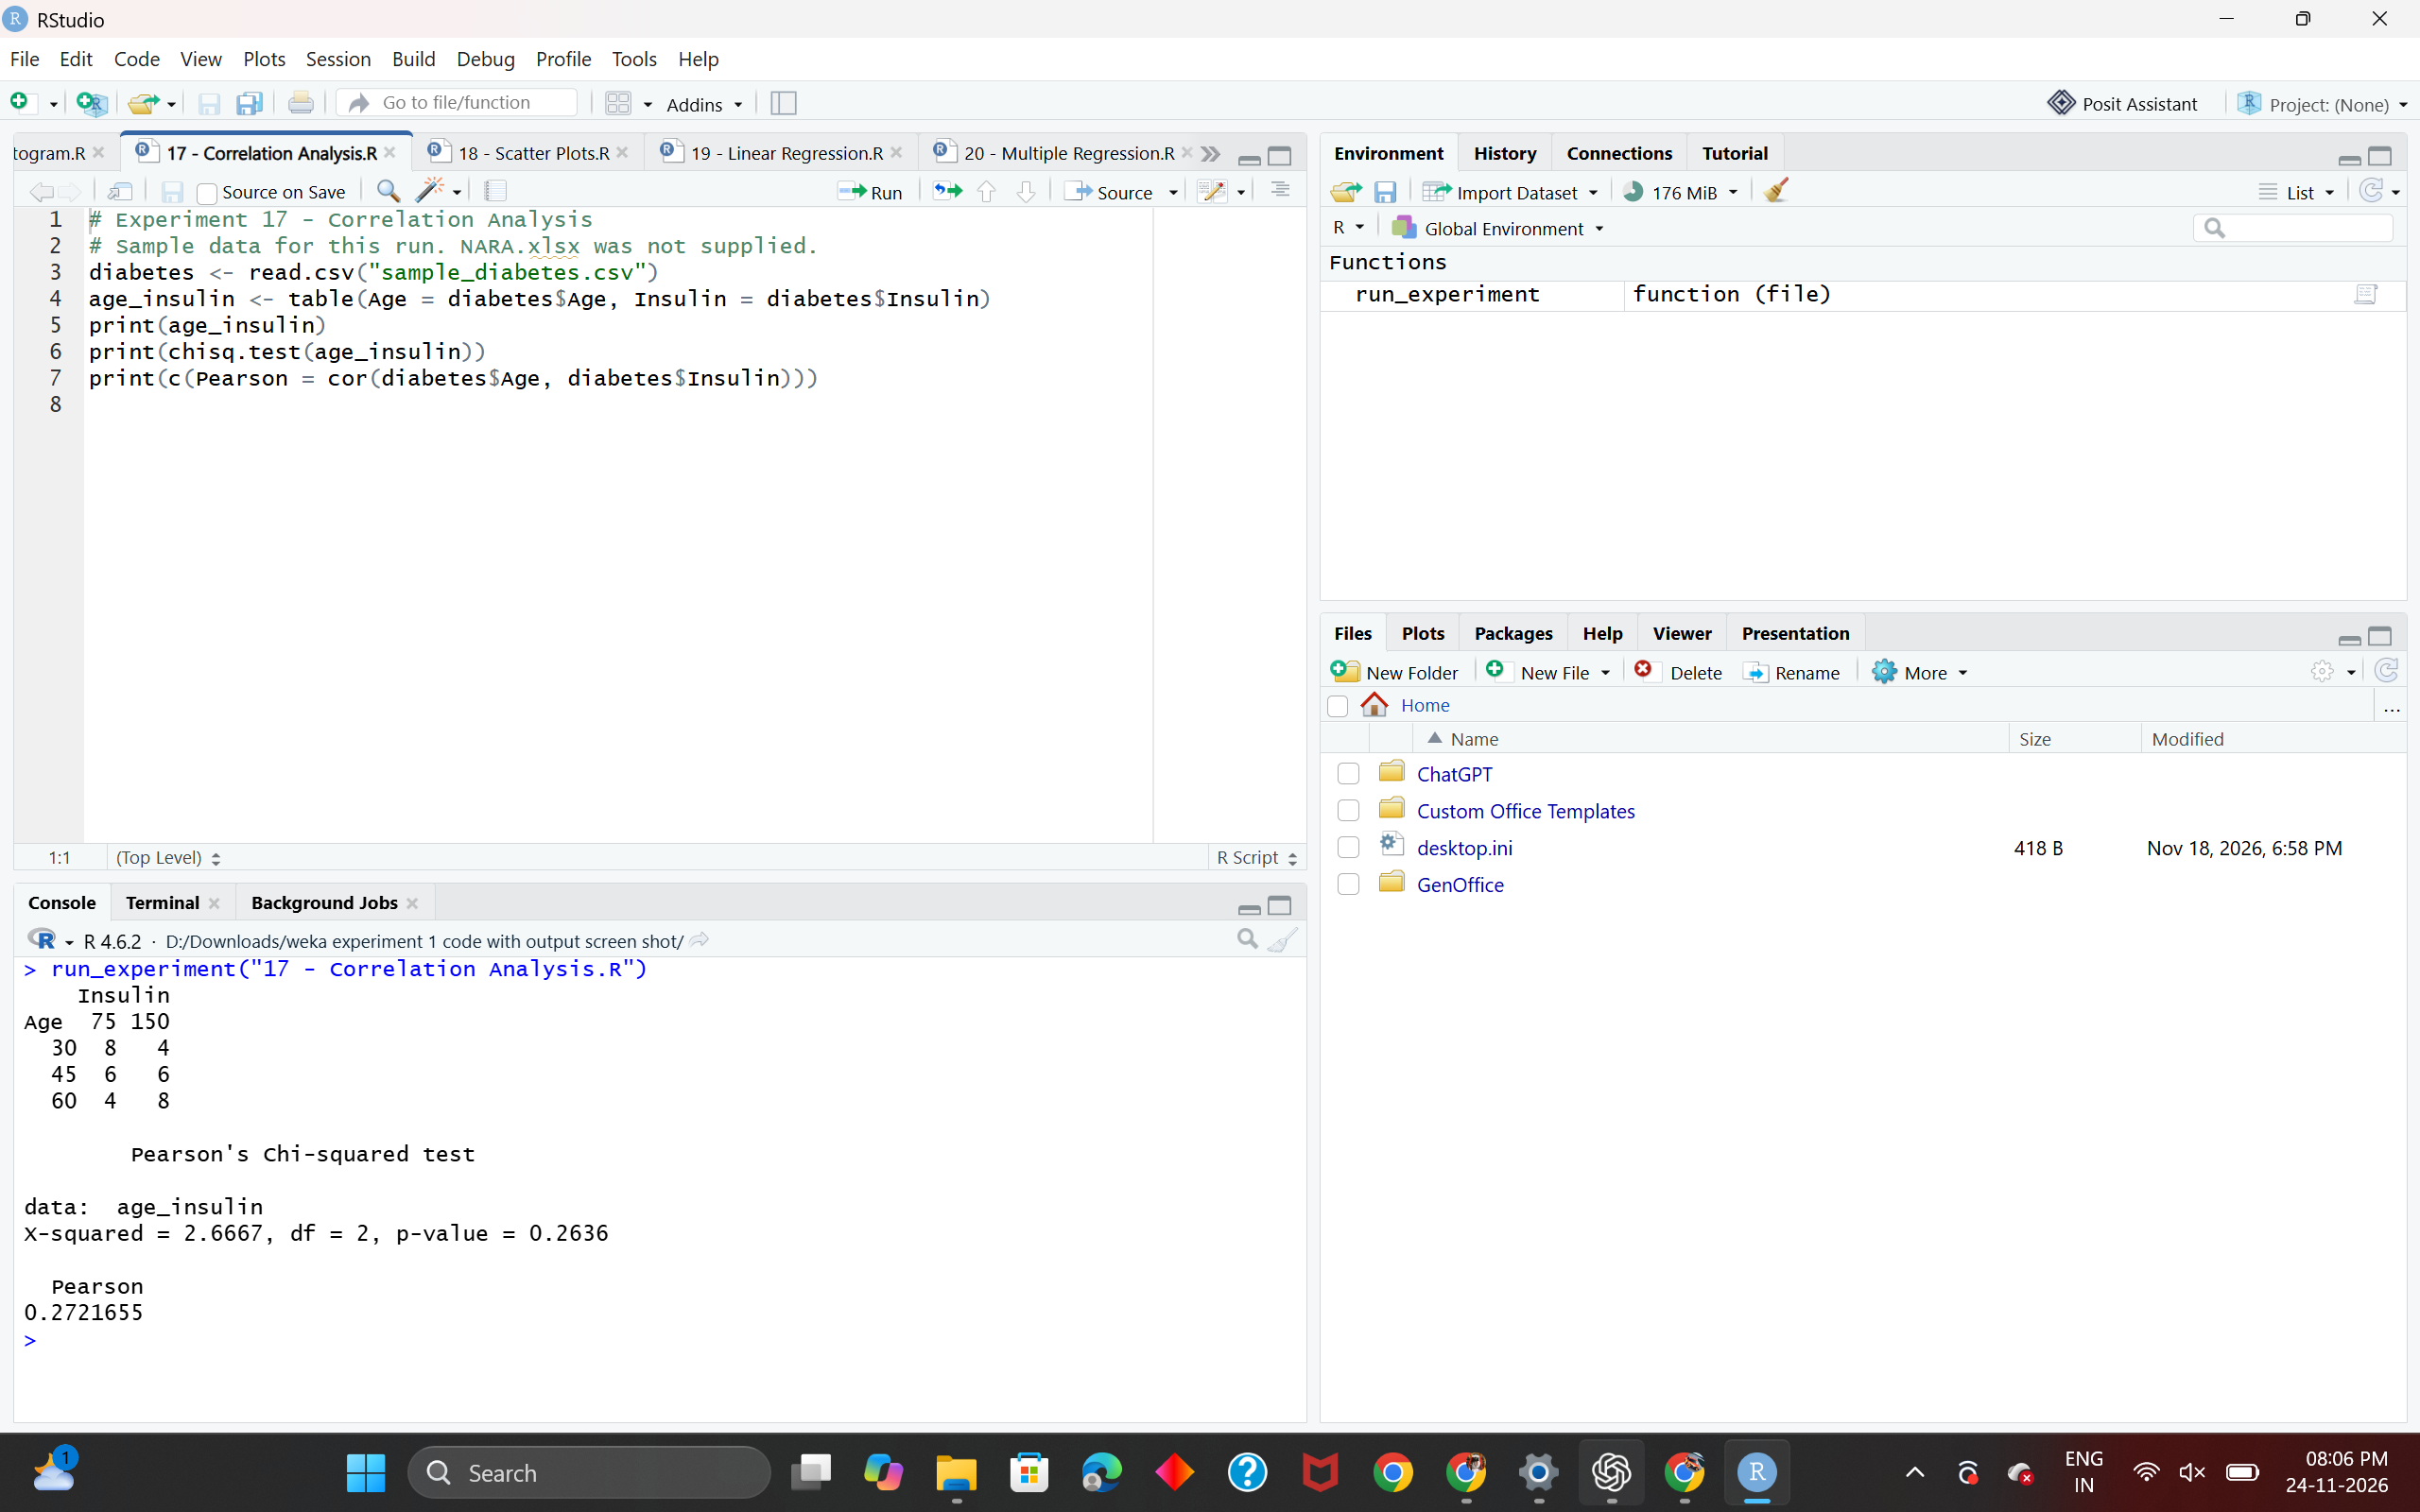 RStudio
File Edit Code View Plots Session Build Debug Profile Tools Help
Go to file/function Addins Posit Assistant Project: (None)
togram.R 17 - Correlation Analysis.R 18 - Scatter Plots.R 19 - Linear Regression.R 20 - Multiple Regression.R
Source on Save Run Source
1 # Experiment 17 - Correlation Analysis
2 # Sample data for this run. NARA.xlsx was not supplied.
3 diabetes <- read.csv("sample_diabetes.csv")
4 age_insulin <- table(Age = diabetes$Age, Insulin = diabetes$Insulin)
5 print(age_insulin)
6 print(chisq.test(age_insulin))
7 print(c(Pearson = cor(diabetes$Age, diabetes$Insulin)))
8
1:1 (Top Level) R Script
Console Terminal Background Jobs
R R 4.6.2 · D:/Downloads/weka experiment 1 code with output screen shot/
> run_experiment("17 - Correlation Analysis.R")
    Insulin
Age  75 150
  30  8   4
  45  6   6
  60  4   8
        Pearson's Chi-squared test
data:  age_insulin
X-squared = 2.6667, df = 2, p-value = 0.2636
  Pearson
0.2721655
>
Environment History Connections Tutorial
Import Dataset 176 MiB List
R Global Environment
Functions
run_experiment function (file)
Files Plots Packages Help Viewer Presentation
New Folder New File Delete Rename More
Home ...
Name Size Modified
ChatGPT
Custom Office Templates
desktop.ini 418 B Nov 18, 2026, 6:58 PM
GenOffice
1 Search ENG 08:06 PM
IN 24-11-2026